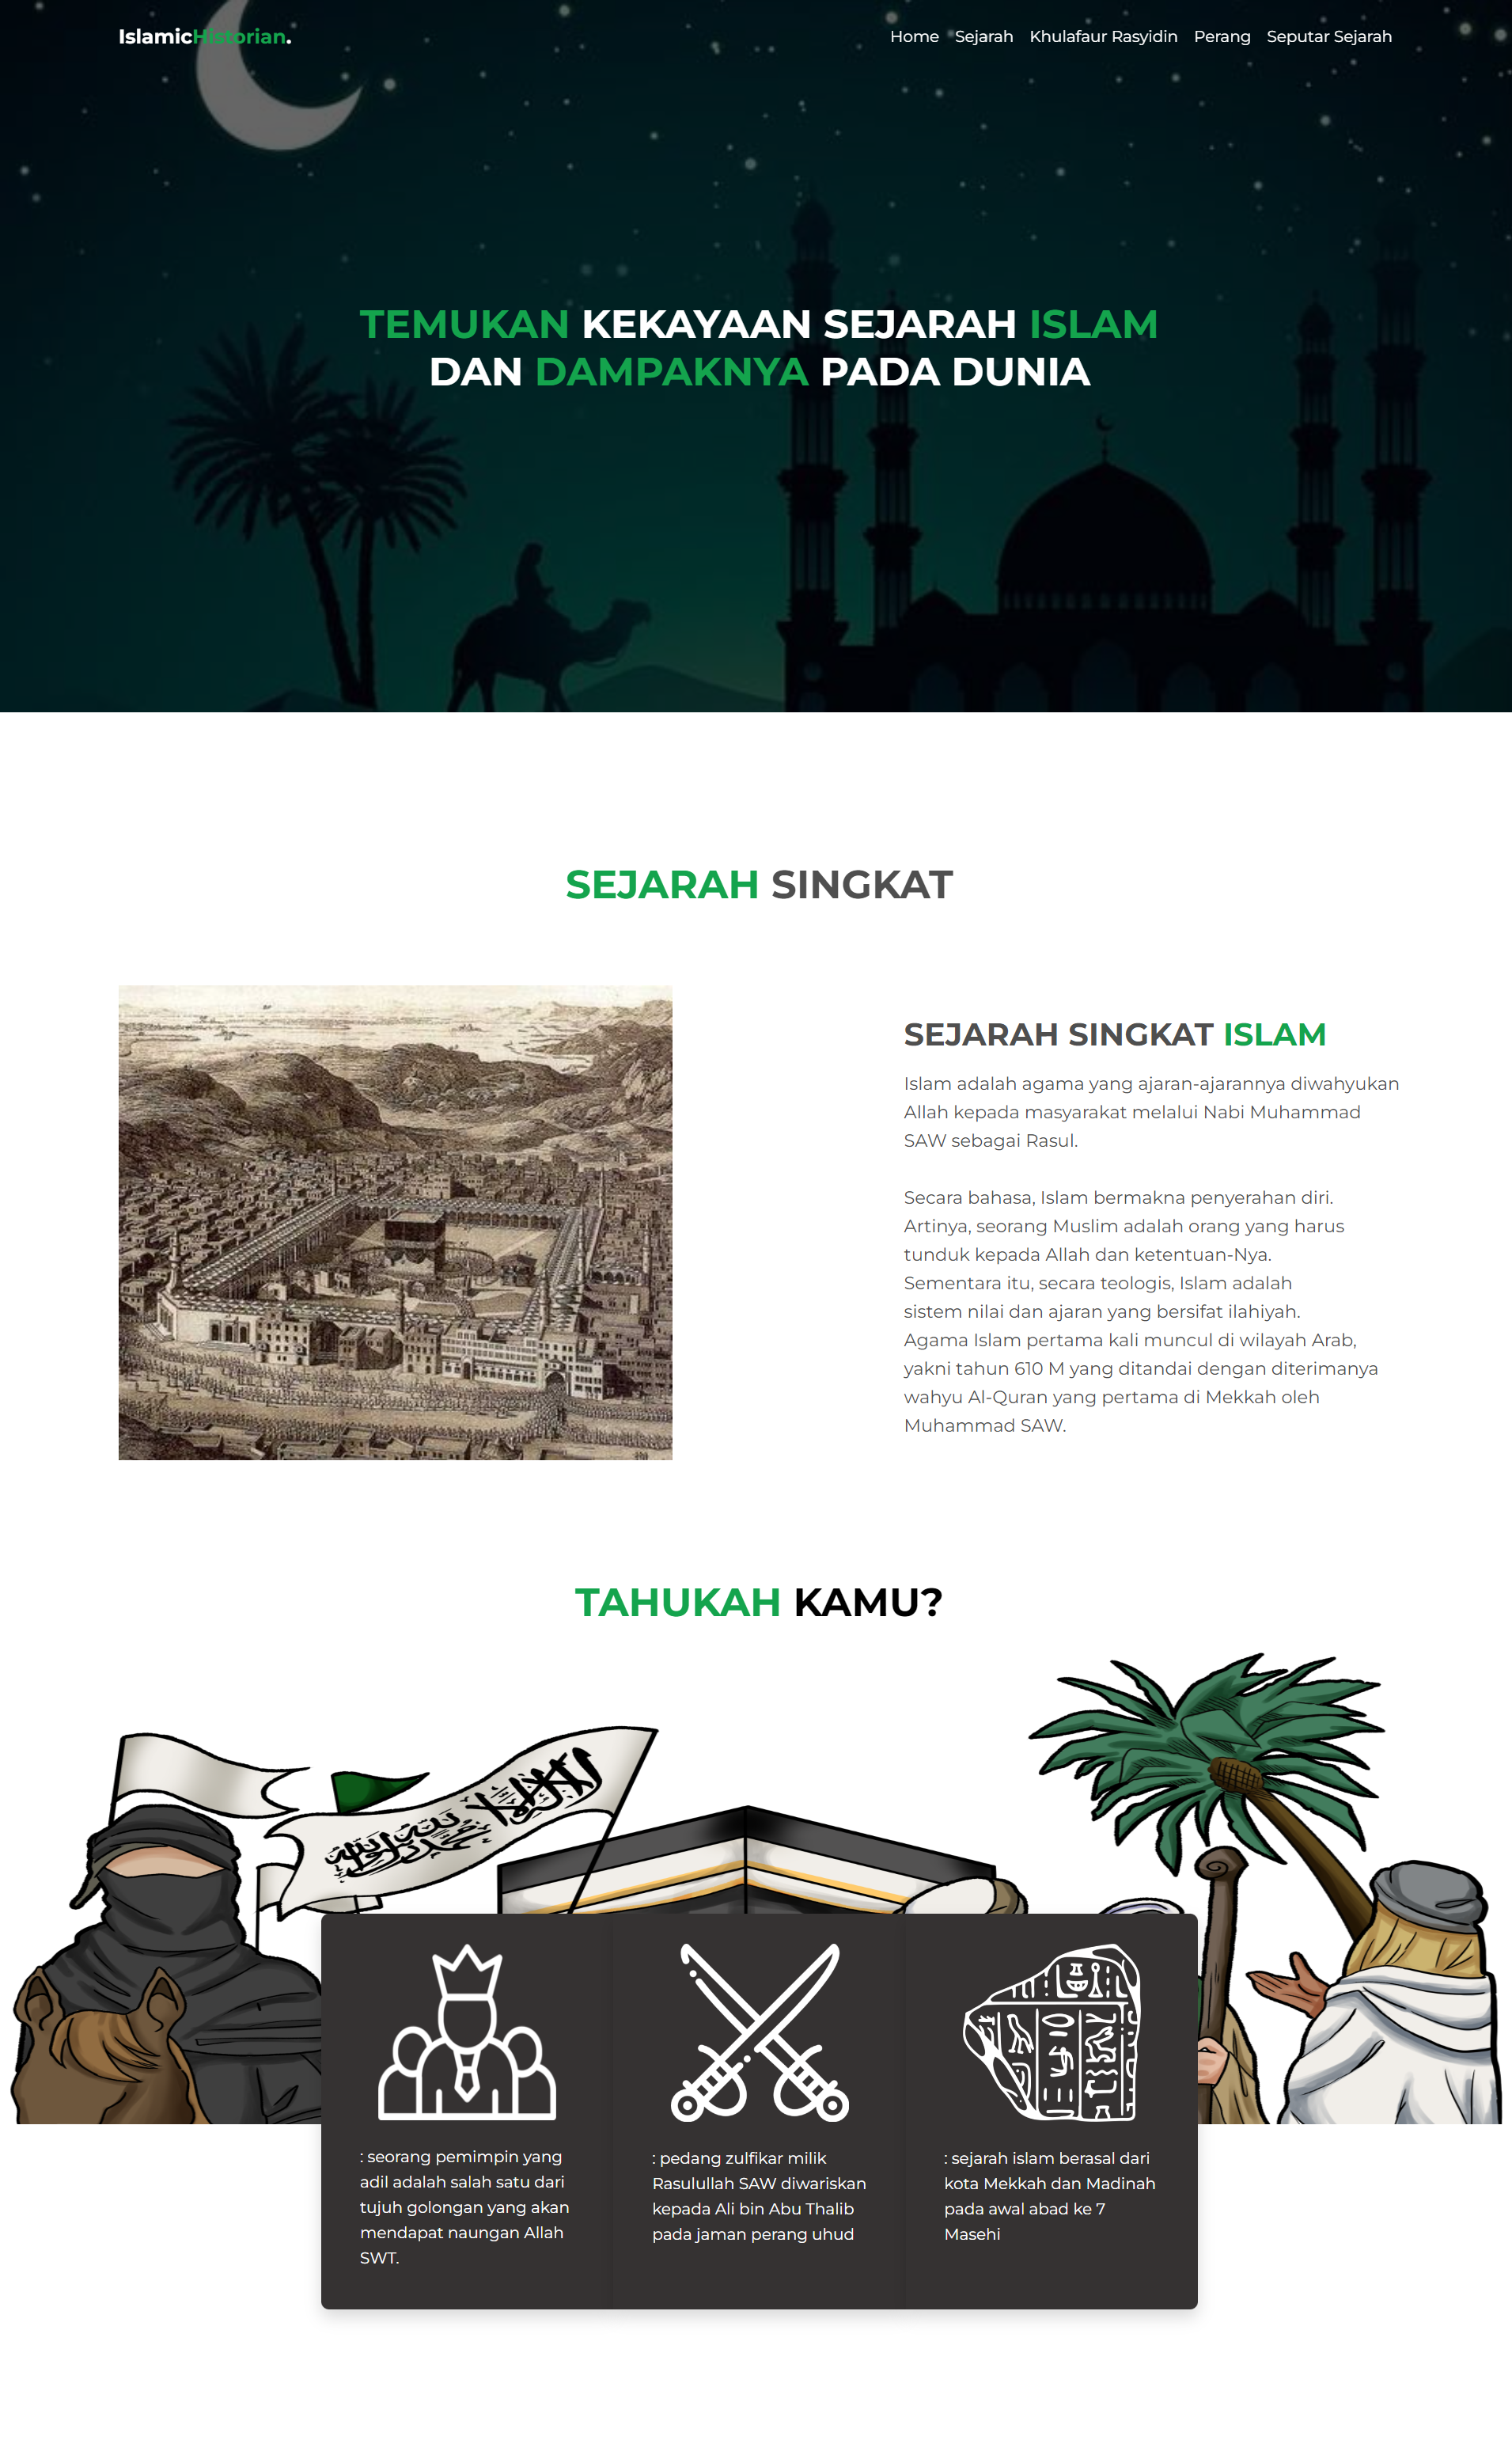 IslamicHistorian.
Home Sejarah Khulafaur Rasyidin Perang Seputar Sejarah
TEMUKAN KEKAYAAN SEJARAH ISLAM
DAN DAMPAKNYA PADA DUNIA
SEJARAH SINGKAT
SEJARAH SINGKAT ISLAM
Islam adalah agama yang ajaran-ajarannya diwahyukan
Allah kepada masyarakat melalui Nabi Muhammad
SAW sebagai Rasul.
Secara bahasa, Islam bermakna penyerahan diri.
Artinya, seorang Muslim adalah orang yang harus
tunduk kepada Allah dan ketentuan-Nya.
Sementara itu, secara teologis, Islam adalah
sistem nilai dan ajaran yang bersifat ilahiyah.
Agama Islam pertama kali muncul di wilayah Arab,
yakni tahun 610 M yang ditandai dengan diterimanya
wahyu Al-Quran yang pertama di Mekkah oleh
Muhammad SAW.
TAHUKAH KAMU?
: seorang pemimpin yang
adil adalah salah satu dari
tujuh golongan yang akan
mendapat naungan Allah
SWT.
: pedang zulfikar milik
Rasulullah SAW diwariskan
kepada Ali bin Abu Thalib
pada jaman perang uhud
: sejarah islam berasal dari
kota Mekkah dan Madinah
pada awal abad ke 7
Masehi